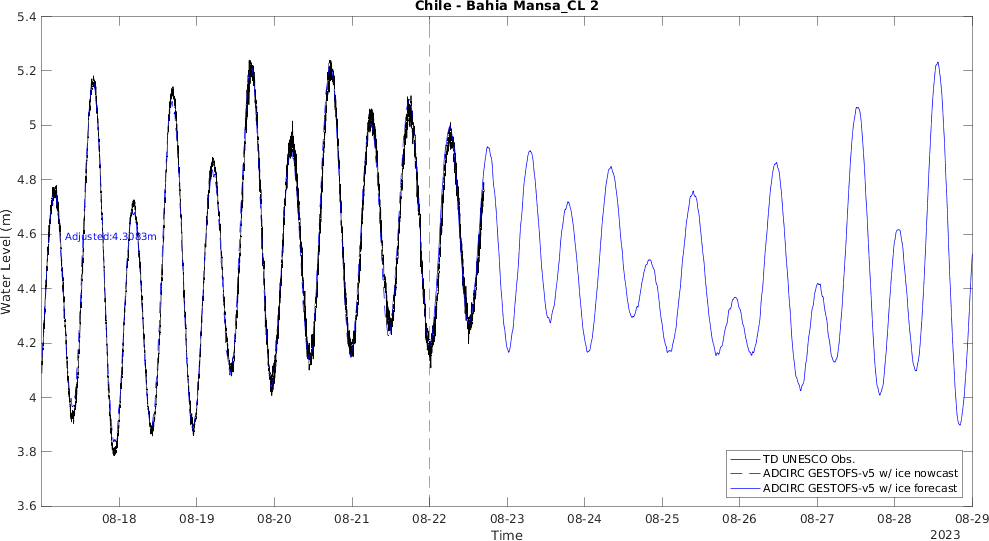 Chile - Bahia Mansa_CL 2
5.4
5.2
5
4.8
4.6
4.4
4.2
4
3.8
3.6
Water Level (m)
Adjusted:4.3083m
TD UNESCO Obs.
ADCIRC GESTOFS-v5 w/ ice nowcast
ADCIRC GESTOFS-v5 w/ ice forecast
08-18 08-19 08-20 08-21 08-22 08-23 08-24 08-25 08-26 08-27 08-28 08-29
Time
2023